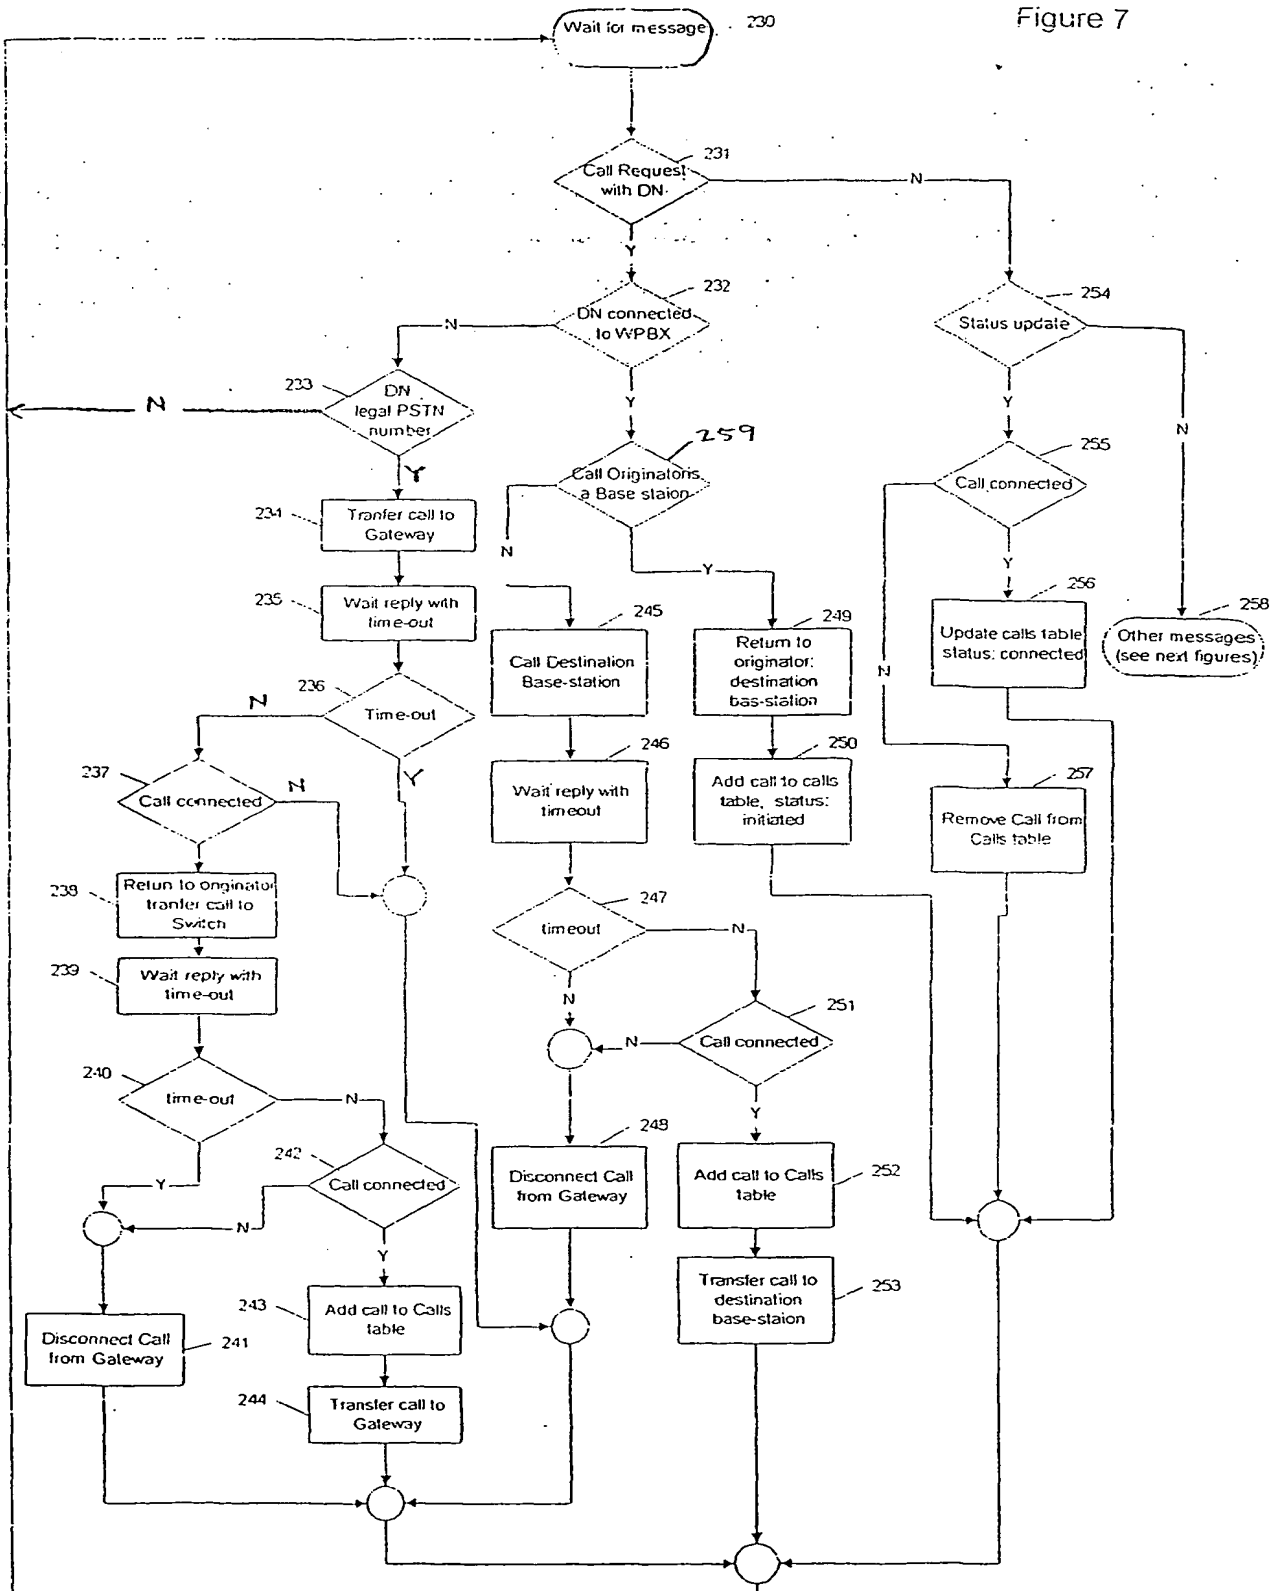 Figure 7
Wait for message
230
Call Request
with DN
231
N
Y
DN connected
to WPBX
232
N
Y
Status update
254
Y
N
233
DN
legal PSTN
number
N
Y
Call Originator is
a Base staion
259
N
Y
Call connected
255
Y
N
234
Tranfer call to
Gateway
235
Wait reply with
time-out
236
Time-out
N
Y
245
Call Destination
Base-station
249
Return to
originator:
destination
bas-station
256
Update calls table
status: connected
258
Other messages
(see next figures)
237
Call connected
N
246
Wait reply with
timeout
250
Add call to calls
table, status:
initiated
257
Remove Call from
Calls table
238
Retun to originator
tranfer call to
Switch
239
Wait reply with
time-out
247
timeout
N
N
251
Call connected
N
Y
240
time-out
N
Y
242
Call connected
N
Y
248
Disconnect Call
from Gateway
252
Add call to Calls
table
253
Transfer call to
destination
base-staion
241
Disconnect Call
from Gateway
243
Add call to Calls
table
244
Transfer call to
Gateway